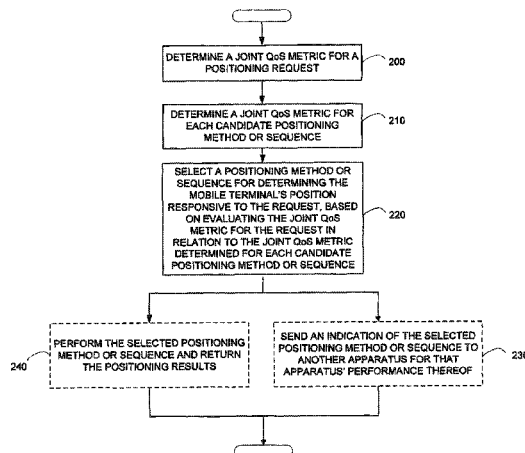 DETERMINE A JOINT QoS METRIC FOR A
POSITIONING REQUEST
200
DETERMINE A JOINT QoS METRIC FOR
EACH CANDIDATE POSITIONING
METHOD OR SEQUENCE
210
SELECT A POSITIONING METHOD OR
SEQUENCE FOR DETERMINING THE
MOBILE TERMINAL'S POSITION
RESPONSIVE TO THE REQUEST, BASED
ON EVALUATING THE JOINT QoS
METRIC FOR THE REQUEST IN
RELATION TO THE JOINT QoS METRIC
DETERMINED FOR EACH CANDIDATE
POSITIONING METHOD OR SEQUENCE
220
PERFORM THE SELECTED POSITIONING
METHOD OR SEQUENCE AND RETURN
THE POSITIONING RESULTS
240
SEND AN INDICATION OF THE SELECTED
POSITIONING METHOD OR SEQUENCE TO
ANOTHER APPARATUS FOR THAT
APPARATUS' PERFORMANCE THEREOF
230